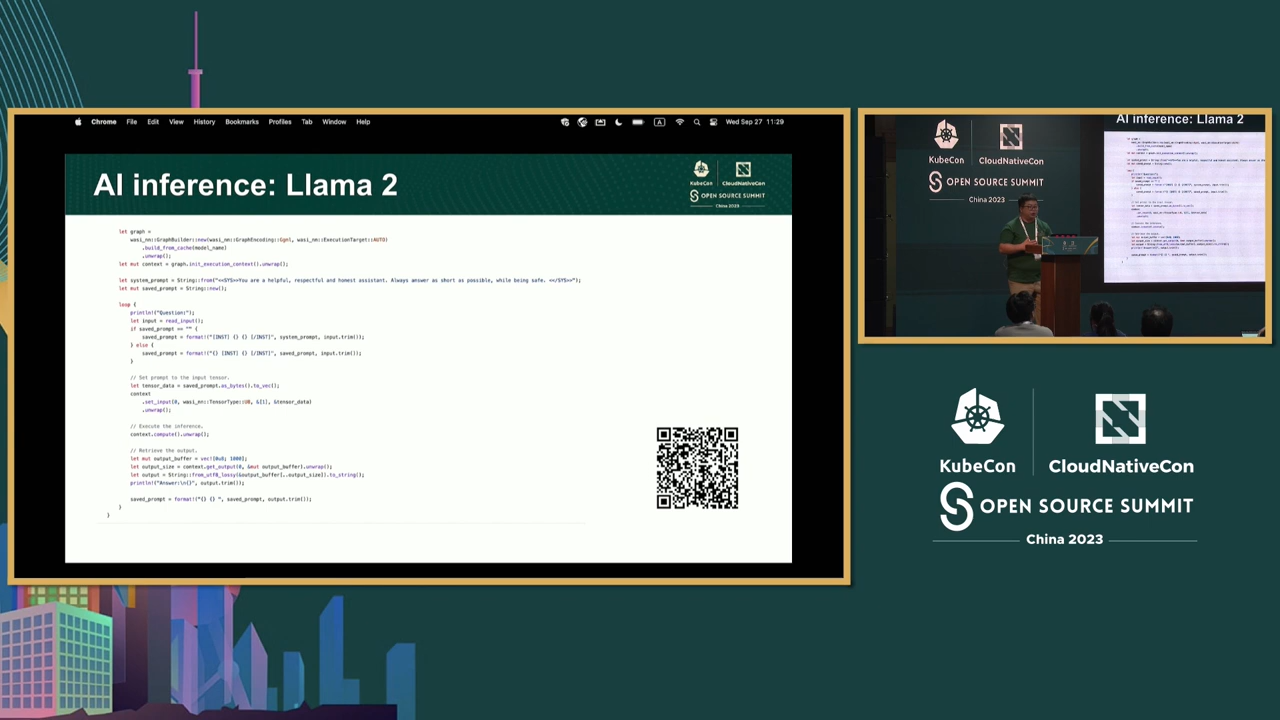 Chrome File Edit View History Bookmarks Profiles Tab Window Help
A Wed Sep 27 11:29
AI inference: Llama 2
KubeCon CloudNativeCon
OPEN SOURCE SUMMIT
China 2023
let graph =
wasi_nn::GraphBuilder::new(wasi_nn::GraphEncoding::Ggml, wasi_nn::ExecutionTarget::AUTO)
.build_from_cache(model_name)
.unwrap();
let mut context = graph.init_execution_context().unwrap();
let system_prompt = String::from("<<SYS>>You are a helpful, respectful and honest assistant. Always answer as short as possible, while being safe. <</SYS>>");
let mut saved_prompt = String::new();
loop {
println!("Question:");
let input = read_input();
if saved_prompt == "" {
saved_prompt = format!("[INST] {} {} [/INST]", system_prompt, input.trim());
} else {
saved_prompt = format!("{} [INST] {} [/INST]", saved_prompt, input.trim());
}
// Set prompt to the input tensor.
let tensor_data = saved_prompt.as_bytes().to_vec();
context
.set_input(0, wasi_nn::TensorType::U8, &[1], &tensor_data)
.unwrap();
// Execute the inference.
context.compute().unwrap();
// Retrieve the output.
let mut output_buffer = vec![0u8; 1000];
let output_size = context.get_output(0, &mut output_buffer).unwrap();
let output = String::from_utf8_lossy(&output_buffer[..output_size]).to_string();
println!("Answer:\n{}", output.trim());
saved_prompt = format!("{} {} ", saved_prompt, output.trim());
}
}
AI inference: Llama 2
KubeCon CloudNativeCon
OPEN SOURCE SUMMIT
China 2023
beCon CloudNativeCon
OPEN SOURCE SUMMIT
China 2023